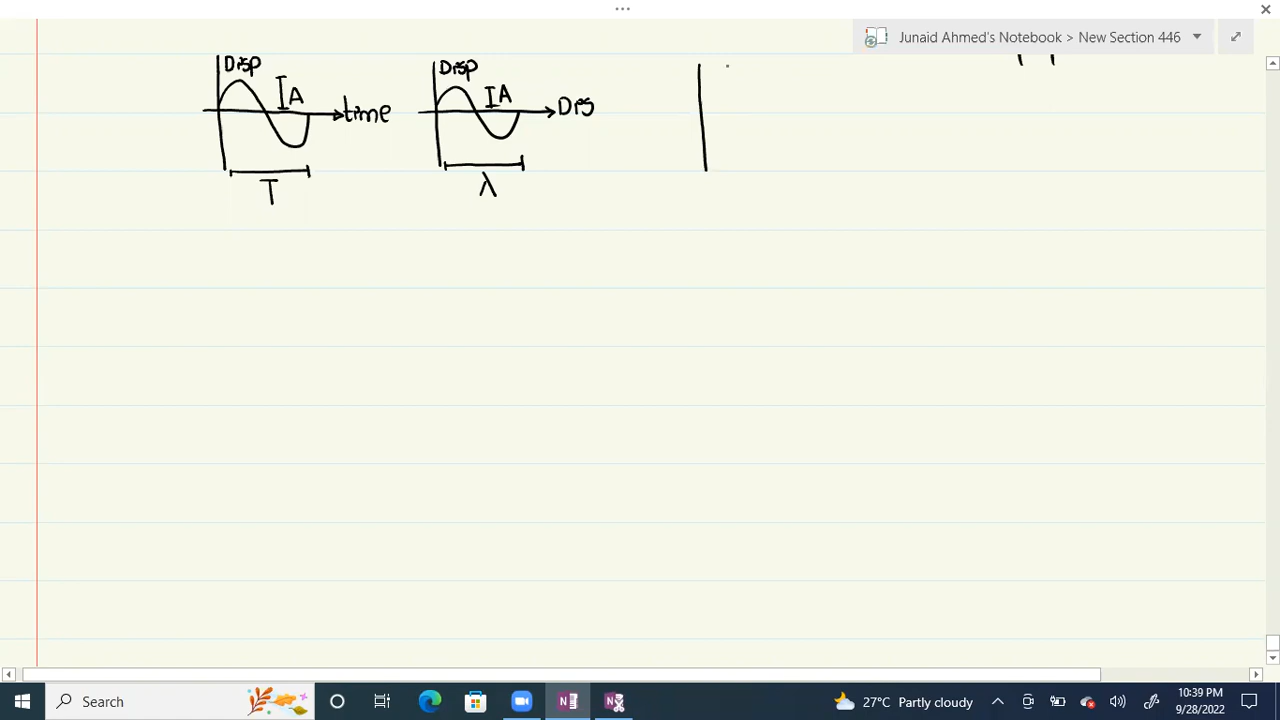 Junaid Ahmed's Notebook > New Section 446
Disp
A
time
T
Disp
A
Dis
λ
Search
N
N
27°C Partly cloudy
10:39 PM
9/28/2022